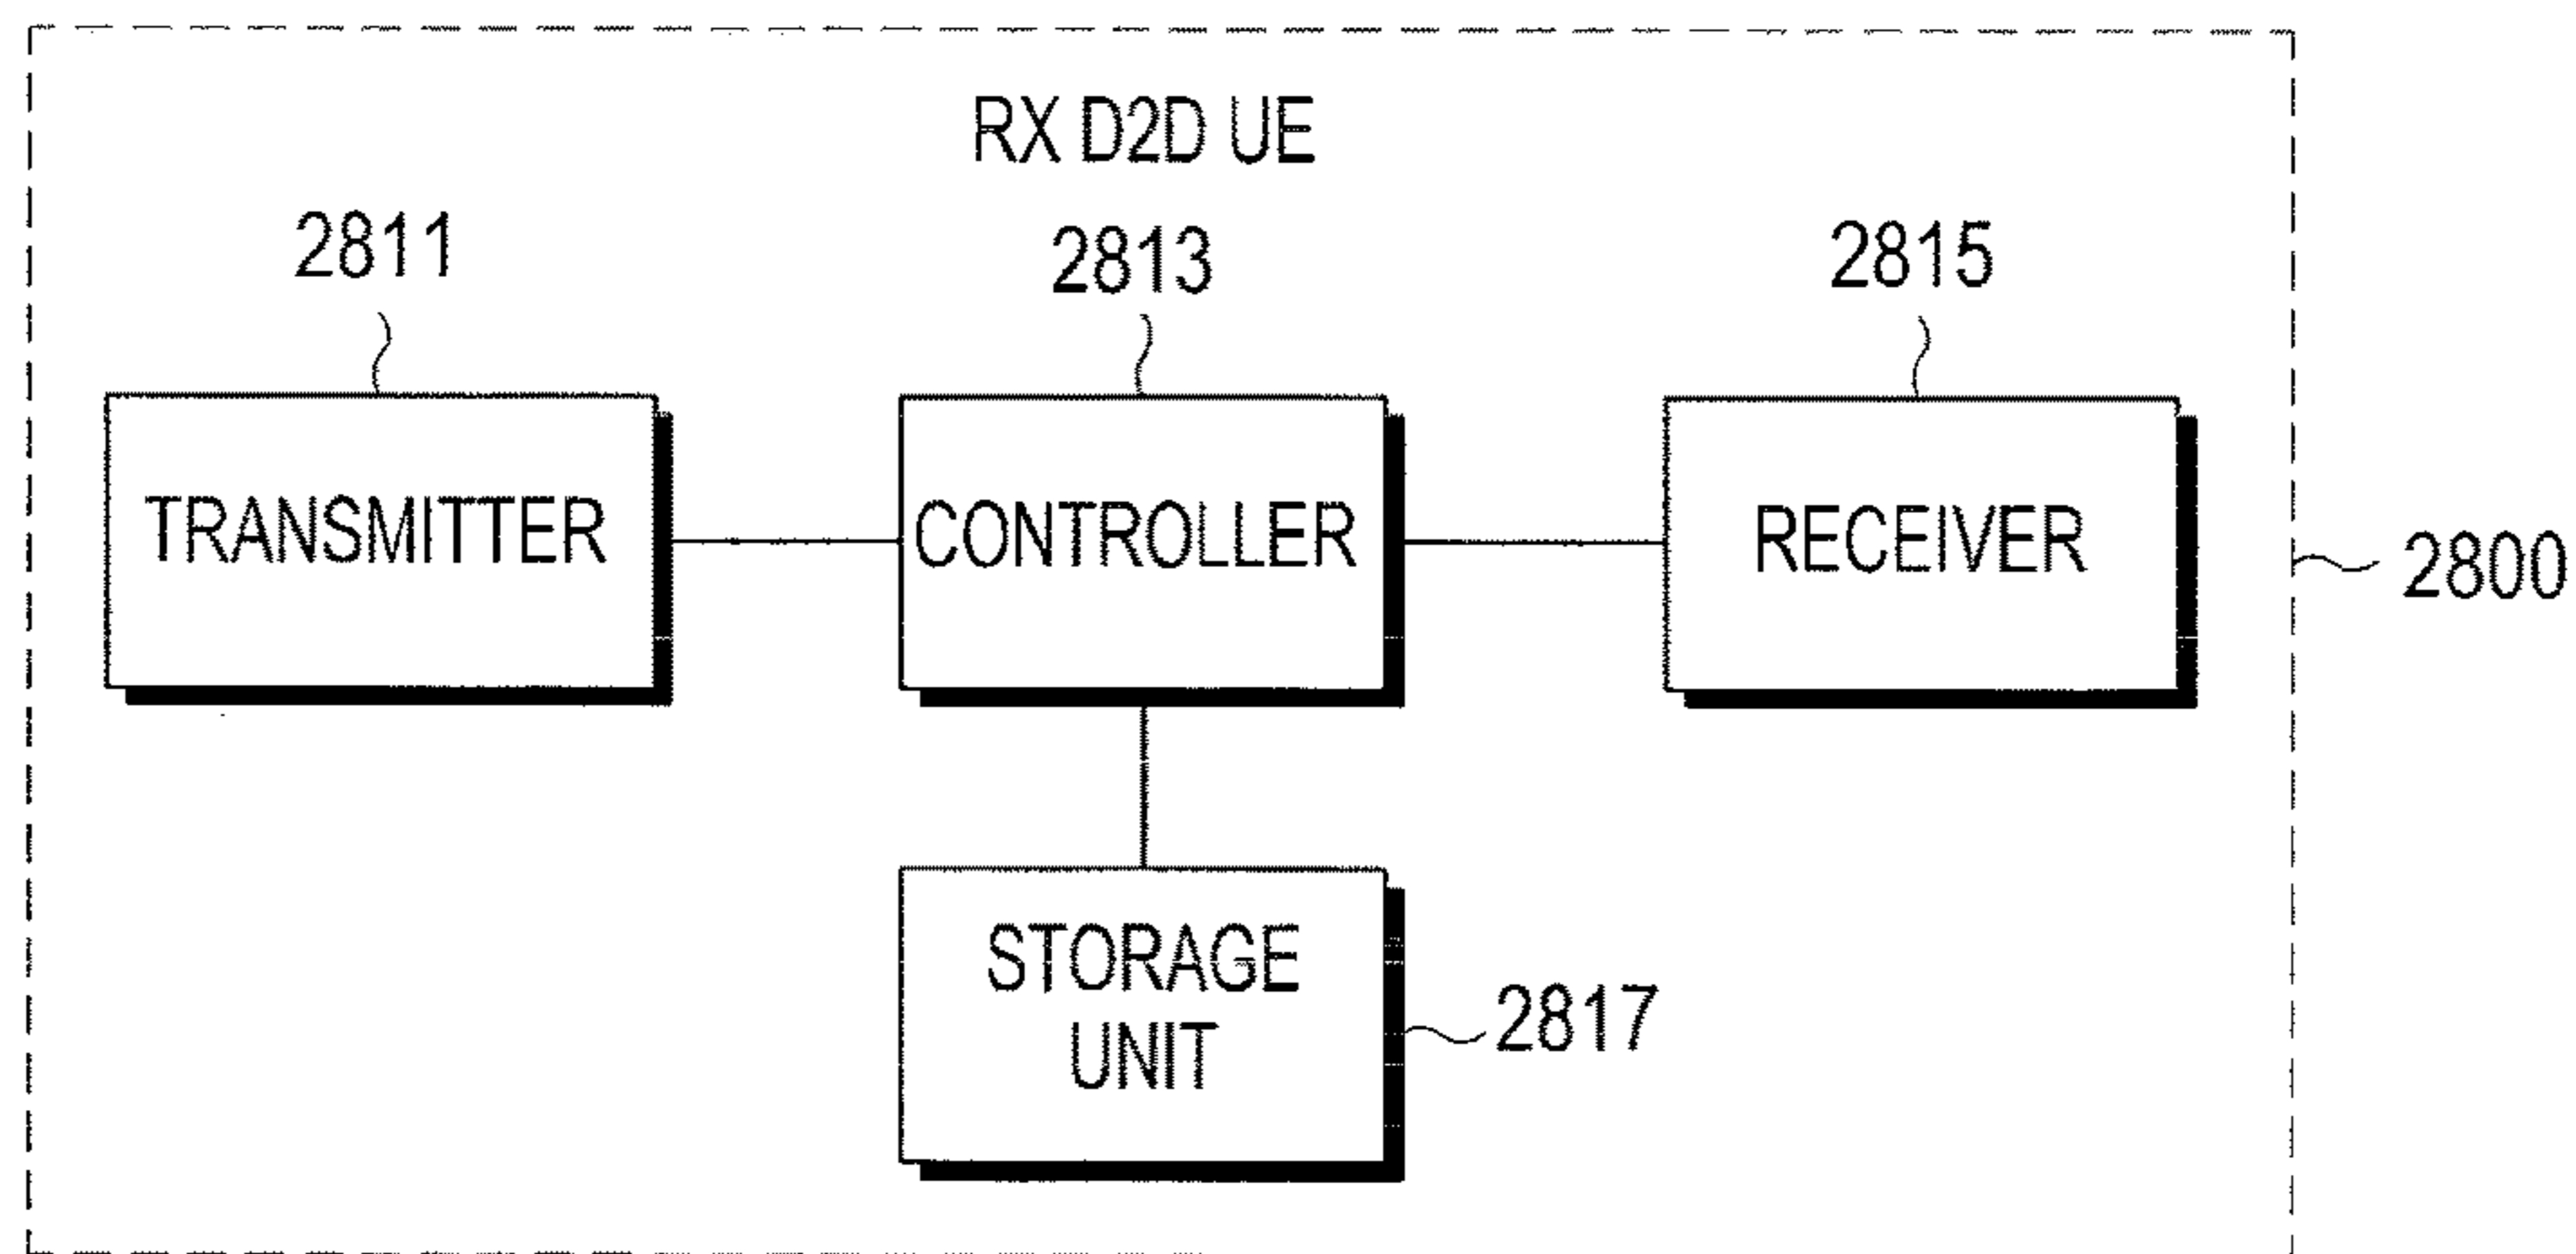 RX D2D UE
2811
2813
2815
TRANSMITTER
CONTROLLER
RECEIVER
2800
STORAGE
UNIT
2817